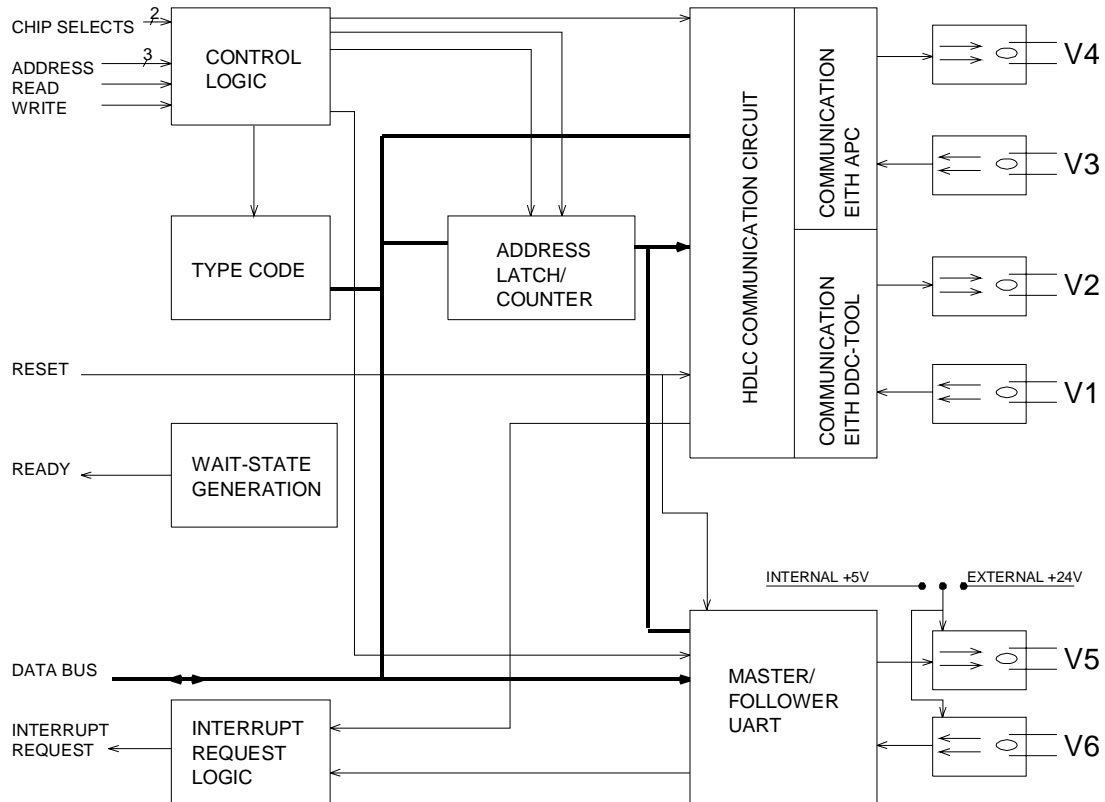 CHIP SELECTS
2
ADDRESS
3
READ
WRITE
CONTROL
LOGIC
TYPE CODE
ADDRESS
LATCH/
COUNTER
HDLC COMMUNICATION CIRCUIT
COMMUNICATION
EITH APC
COMMUNICATION
EITH DDC-TOOL
V4
V3
V2
V1
RESET
READY
WAIT-STATE
GENERATION
INTERNAL +5V
EXTERNAL +24V
DATA BUS
MASTER/
FOLLOWER
UART
V5
V6
INTERRUPT
REQUEST
INTERRUPT
REQUEST
LOGIC